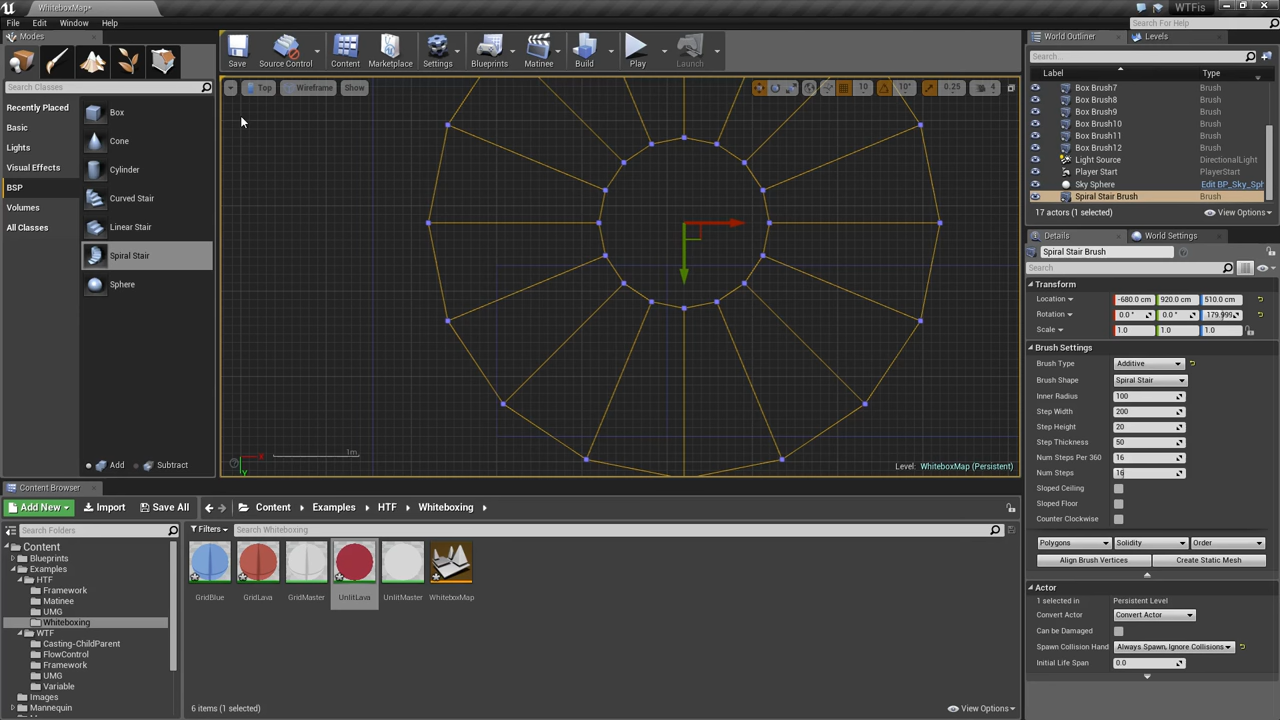 WhiteboxMap*
WTFis
File Edit Window Help
Search For Help
Modes
Search Classes
Recently Placed
Basic
Lights
Visual Effects
BSP
Volumes
All Classes
Box
Cone
Cylinder
Curved Stair
Linear Stair
Spiral Stair
Sphere
Add Subtract
Save Source Control Content Marketplace Settings Blueprints Matinee Build Play Launch
Top Wireframe Show
10 10° 0.25 4
1m
X
Y
Level: WhiteboxMap (Persistent)
World Outliner Levels
Search...
Label Type
Box Brush7 Brush
Box Brush8 Brush
Box Brush9 Brush
Box Brush10 Brush
Box Brush11 Brush
Box Brush12 Brush
Light Source DirectionalLight
Player Start PlayerStart
Sky Sphere Edit BP_Sky_Sph
Spiral Stair Brush Brush
17 actors (1 selected) View Options
Details World Settings
Spiral Stair Brush
Search
Transform
Location -680.0 cm 920.0 cm 510.0 cm
Rotation 0.0 ° 0.0 ° 179.999
Scale 1.0 1.0 1.0
Brush Settings
Brush Type Additive
Brush Shape Spiral Stair
Inner Radius 100
Step Width 200
Step Height 20
Step Thickness 50
Num Steps Per 360 16
Num Steps 16
Sloped Ceiling
Sloped Floor
Counter Clockwise
Polygons Solidity Order
Align Brush Vertices Create Static Mesh
Actor
1 selected in Persistent Level
Convert Actor Convert Actor
Can be Damaged
Spawn Collision Hand Always Spawn, Ignore Collisions
Initial Life Span 0.0
Content Browser
Add New Import Save All Content Examples HTF Whiteboxing
Search Folders
Filters Search Whiteboxing
Content
Blueprints
Examples
HTF
Framework
Matinee
UMG
Whiteboxing
WTF
Casting-ChildParent
FlowControl
Framework
UMG
Variable
Images
Mannequin
GridBlue GridLava GridMaster UnlitLava UnlitMaster WhiteboxMap
6 items (1 selected) View Options